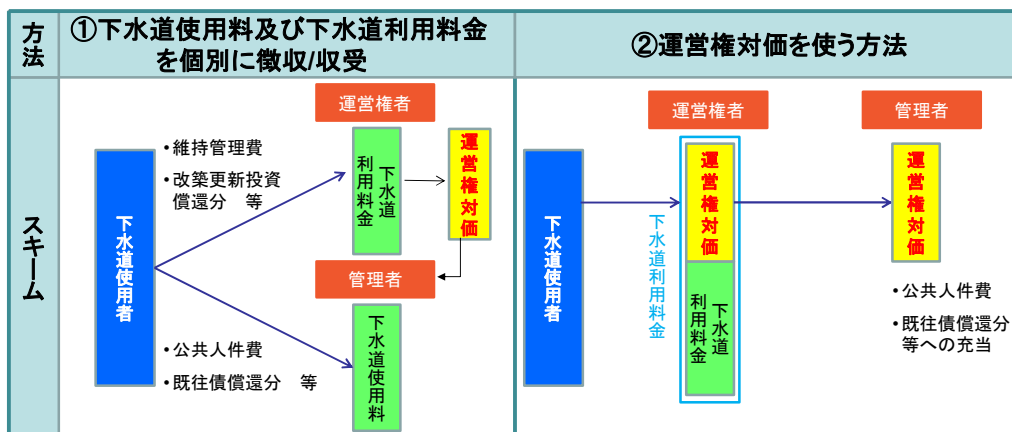 方法
①下水道使用料及び下水道利用料金
を個別に徴収/収受
②運営権対価を使う方法
スキーム
下水道使用者
・維持管理費
・改築更新投資
償還分 等
・公共人件費
・既往債償還分 等
運営権者
下水道
利用料金
運営権対価
管理者
下水道使用料
下水道使用者
下水道利用料金
運営権者
運営権対価
下水道
利用料金
管理者
運営権対価
・公共人件費
・既往債償還分
等への充当